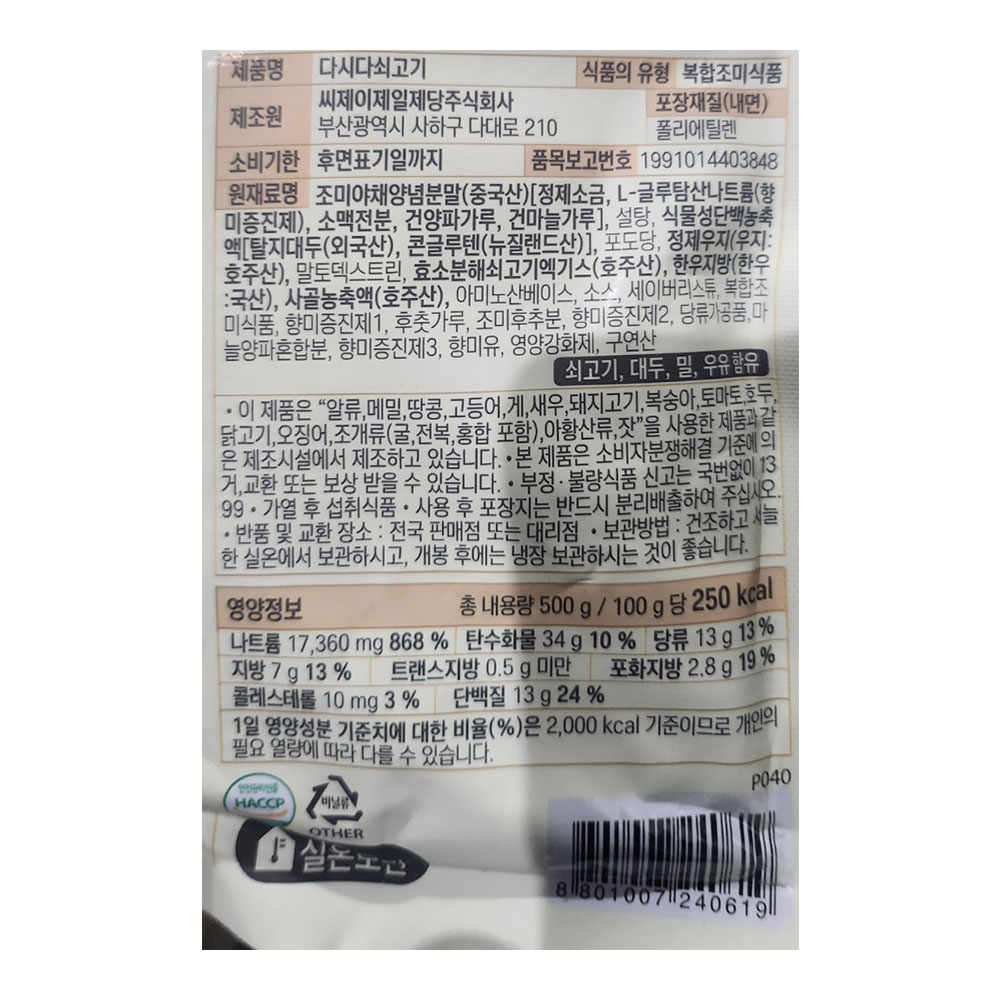 제품명 다시다쇠고기 식품의 유형 복합조미식품
제조원 씨제이제일제당주식회사 포장재질(내면)
부산광역시 사하구 다대로 210 폴리에틸렌
소비기한 후면표기일까지 품목보고번호 1991014403848
원재료명 조미야채양념분말(중국산)[정제소금, L-글루탐산나트륨(향
미증진제), 소맥전분, 건양파가루, 건마늘가루], 설탕, 식물성단백농축
액[탈지대두(외국산), 콘글루텐(뉴질랜드산)], 포도당, 정제우지(우지:
호주산), 말토덱스트린, 효소분해쇠고기엑기스(호주산), 한우지방(한우
:국산), 사골농축액(호주산), 아미노산베이스, 소스, 세이버리스튜, 복합조
미식품, 향미증진제1, 후춧가루, 조미후추분, 향미증진제2, 당류가공품,마
늘양파혼합분, 향미증진제3, 향미유, 영양강화제, 구연산
쇠고기, 대두, 밀, 우유 함유
• 이 제품은 “알류,메밀,땅콩,고등어,게,새우,돼지고기,복숭아,토마토,호두,
닭고기,오징어,조개류(굴,전복,홍합 포함),아황산류,잣”을 사용한 제품과 같
은 제조시설에서 제조하고 있습니다. • 본 제품은 소비자분쟁해결 기준에 의
거,교환 또는 보상 받을 수 있습니다. • 부정 · 불량식품 신고는 국번없이 13
99 • 가열 후 섭취식품 • 사용 후 포장지는 반드시 분리배출하여 주십시오.
• 반품 및 교환 장소 : 전국 판매점 또는 대리점 • 보관방법 : 건조하고 서늘
한 실온에서 보관하시고, 개봉 후에는 냉장 보관하시는 것이 좋습니다.
영양정보 총 내용량 500 g / 100 g 당 250 kcal
나트륨 17,360 mg 868 % 탄수화물 34 g 10 % 당류 13 g 13 %
지방 7 g 13 % 트랜스지방 0.5 g 미만 포화지방 2.8 g 19 %
콜레스테롤 10 mg 3 % 단백질 13 g 24 %
1일 영양성분 기준치에 대한 비율(%)은 2,000 kcal 기준이므로 개인의
필요 열량에 따라 다를 수 있습니다.
P040
안전관리인증
HACCP
비닐류
OTHER
실온보관
8 801007 240619